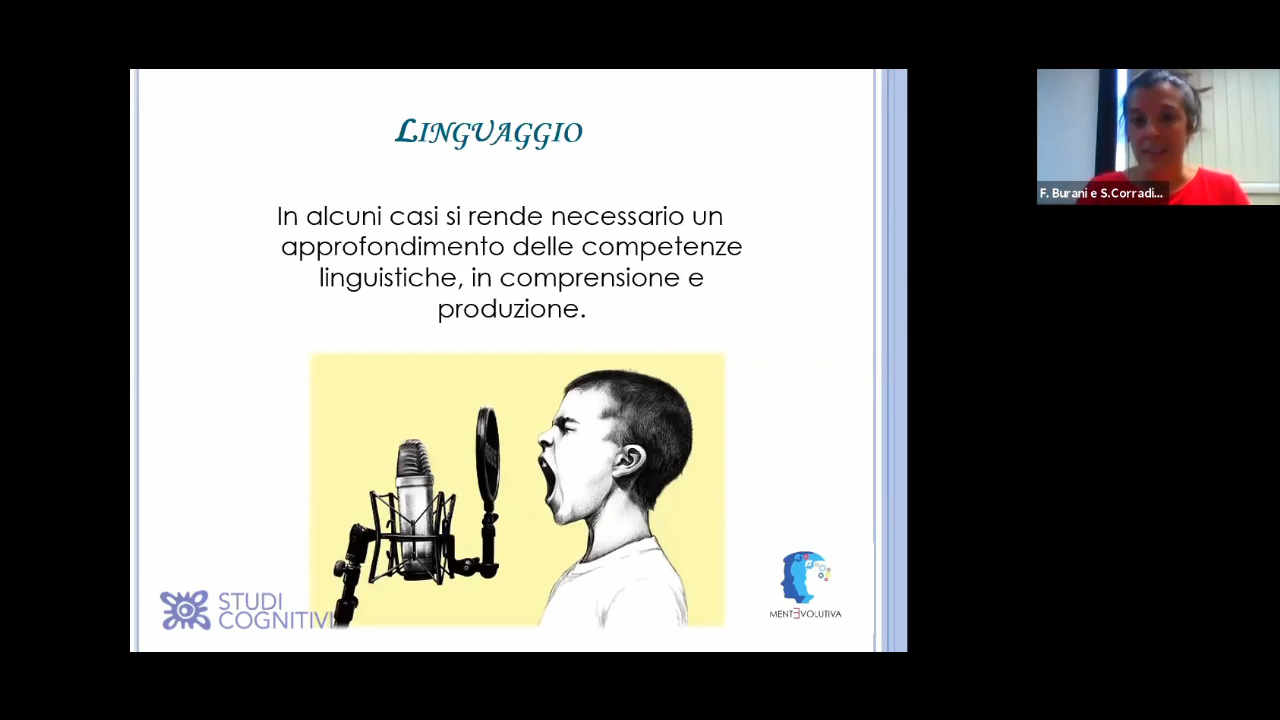 LINGUAGGIO
In alcuni casi si rende necessario un
approfondimento delle competenze
linguistiche, in comprensione e
produzione.
STUDI
COGNITIVI
MENTƎVOLUTIVA
F. Burani e S.Corradi...